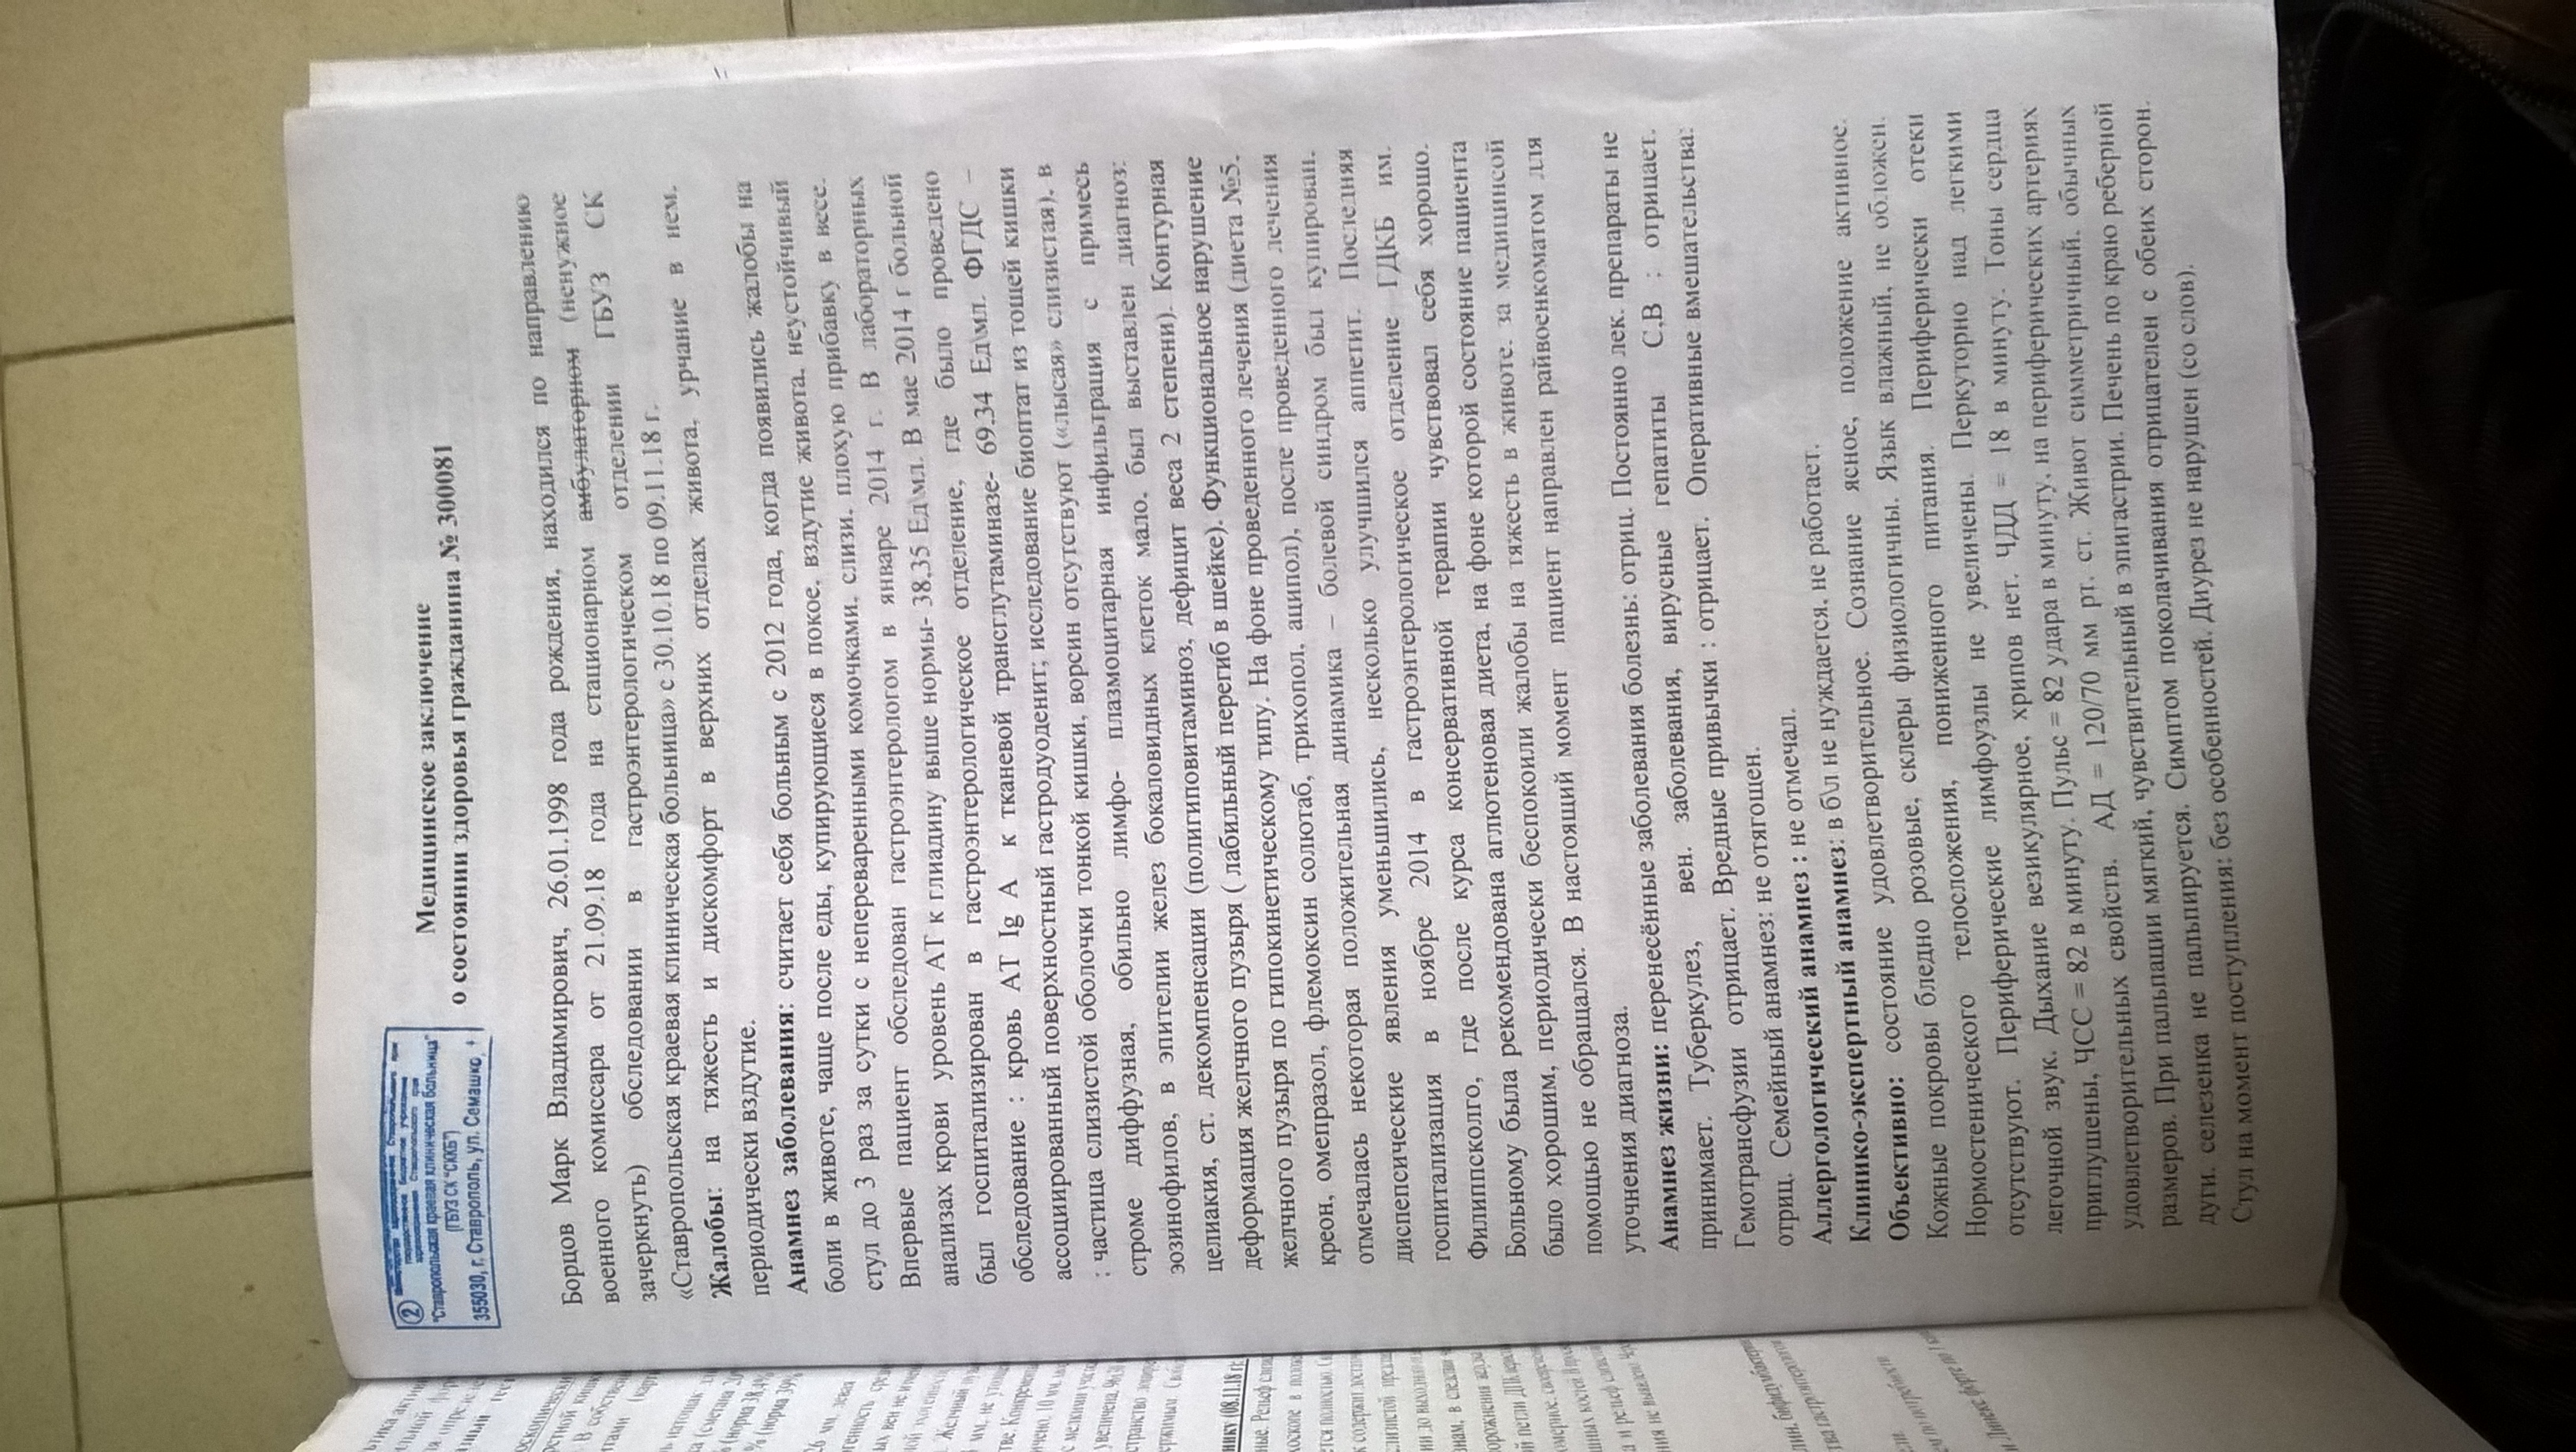 ②
государственное бюджетное учреждение
здравоохранения Ставропольского края
"Ставропольская краевая клиническая больница"
(ГБУЗ СК "СККБ")
355030, г. Ставрополь, ул. Семашко,
Медицинское заключение
о состоянии здоровья гражданина № 300081
Борцов Марк Владимирович, 26.01.1998 года рождения, находился по направлению
военного комиссара от 21.09.18 года на стационарном амбулаторном (ненужное
зачеркнуть) обследовании в гастроэнтерологическом отделении ГБУЗ СК
«Ставропольская краевая клиническая больница» с 30.10.18 по 09.11.18 г.
Жалобы: на тяжесть и дискомфорт в верхних отделах живота, урчание в нем,
периодически вздутие.
Анамнез заболевания: считает себя больным с 2012 года, когда появились жалобы на
боли в животе, чаще после еды, купирующиеся в покое, вздутие живота, неустойчивый
стул до 3 раз за сутки с непереваренными комочками, слизи, плохую прибавку в весе.
Впервые пациент обследован гастроэнтерологом в январе 2014 г. В лабораторных
анализах крови уровень АТ к глиадину выше нормы- 38,35 Ед\мл. В мае 2014 г больной
был госпитализирован в гастроэнтерологическое отделение, где было проведено
обследование : кровь АТ Ig A к тканевой трансглутаминазе- 69.34 Ед\мл. ФГДС –
ассоциированный поверхностный гастродуоденит; исследование биоптат из тощей кишки
: частица слизистой оболочки тонкой кишки, ворсин отсутствуют («лысая» слизистая), в
строме диффузная, обильно лимфо- плазмоцитарная инфильтрация с примесь
эозинофилов, в эпителии желез бокаловидных клеток мало, был выставлен диагноз:
целиакия, ст. декомпенсации (полигиповитаминоз, дефицит веса 2 степени). Контурная
деформация желчного пузыря ( лабильный перегиб в шейке). Функциональное нарушение
желчного пузыря по гипокинетическому типу. На фоне проведенного лечения (диета №5,
креон, омепразол, флемоксин солютаб, трихопол, аципол), после проведенного лечения
отмечалась некоторая положительная динамика – болевой синдром был купирован,
диспепсические явления уменьшились, несколько улучшился аппетит. Последняя
госпитализация в ноябре 2014 в гастроэнтерологическое отделение ГДКБ им.
Филиппсколго, где после курса консервативной терапии чувствовал себя хорошо.
Больному была рекомендована аглютеновая диета, на фоне которой состояние пациента
было хорошим, периодически беспокоили жалобы на тяжесть в животе, за медицинсой
помощью не обращался. В настоящий момент пациент направлен райвоенкоматом для
уточнения диагноза.
Анамнез жизни: перенесённые заболевания болезнь: отриц. Постоянно лек. препараты не
принимает. Туберкулез, вен. заболевания, вирусные гепатиты С,В : отрицает.
Гемотрансфузии отрицает. Вредные привычки : отрицает. Оперативные вмешательства:
отриц. Семейный анамнез: не отягощен.
Аллергологический анамнез : не отмечал.
Клинико-экспертный анамнез: в б\л не нуждается, не работает.
Объективно: состояние удовлетворительное. Сознание ясное, положение активное.
Кожные покровы бледно розовые, склеры физиологичны. Язык влажный, не обложен.
Нормостенического телосложения, пониженного питания. Периферически отеки
отсутствуют. Периферические лимфоузлы не увеличены. Перкуторно над легкими
легочной звук. Дыхание везикулярное, хрипов нет. ЧДД = 18 в минуту. Тоны сердца
приглушены, ЧСС = 82 в минуту. Пульс = 82 удара в минуту, на периферических артериях
удовлетворительных свойств. АД = 120/70 мм рт. ст. Живот симметричный, обычных
размеров. При пальпации мягкий, чувствительный в эпигастрии. Печень по краю реберной
дуги, селезенка не пальпируется. Симптом поколачивания отрицателен с обеих сторон.
Стул на момент поступления: без особенностей. Диурез не нарушен (со слов).